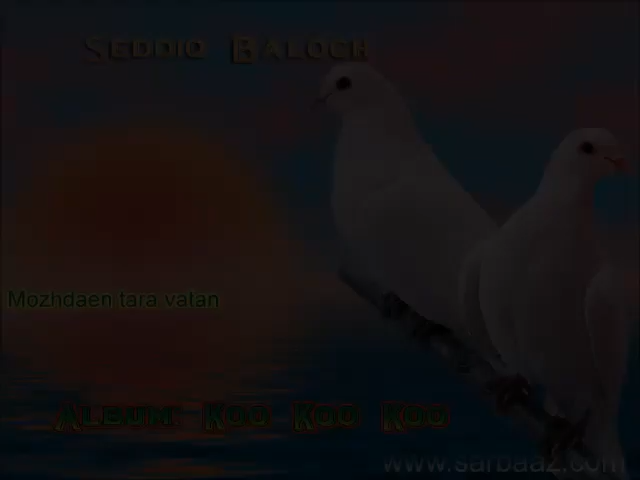 Seddiq Baloch
Mozhdaen tara vatan
Album: Koo Koo Koo
www.sarbaaz.com